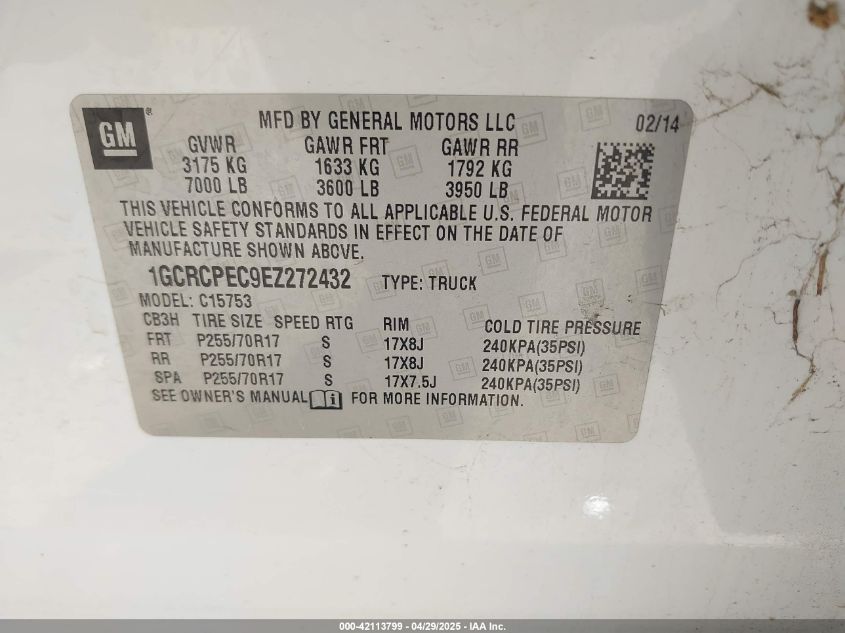 GM ®
MFD BY GENERAL MOTORS LLC 02/14
GVWR GAWR FRT GAWR RR
3175 KG 1633 KG 1792 KG
7000 LB 3600 LB 3950 LB
THIS VEHICLE CONFORMS TO ALL APPLICABLE U.S. FEDERAL MOTOR
VEHICLE SAFETY STANDARDS IN EFFECT ON THE DATE OF
MANUFACTURE SHOWN ABOVE.
1GCRCPEC9EZ272432 TYPE: TRUCK
MODEL: C15753
CB3H TIRE SIZE SPEED RTG RIM COLD TIRE PRESSURE
FRT P255/70R17 S 17X8J 240KPA(35PSI)
RR P255/70R17 S 17X8J 240KPA(35PSI)
SPA P255/70R17 S 17X7.5J 240KPA(35PSI)
SEE OWNER'S MANUAL i FOR MORE INFORMATION.
000-42113799 - 04/29/2025 - IAA Inc.